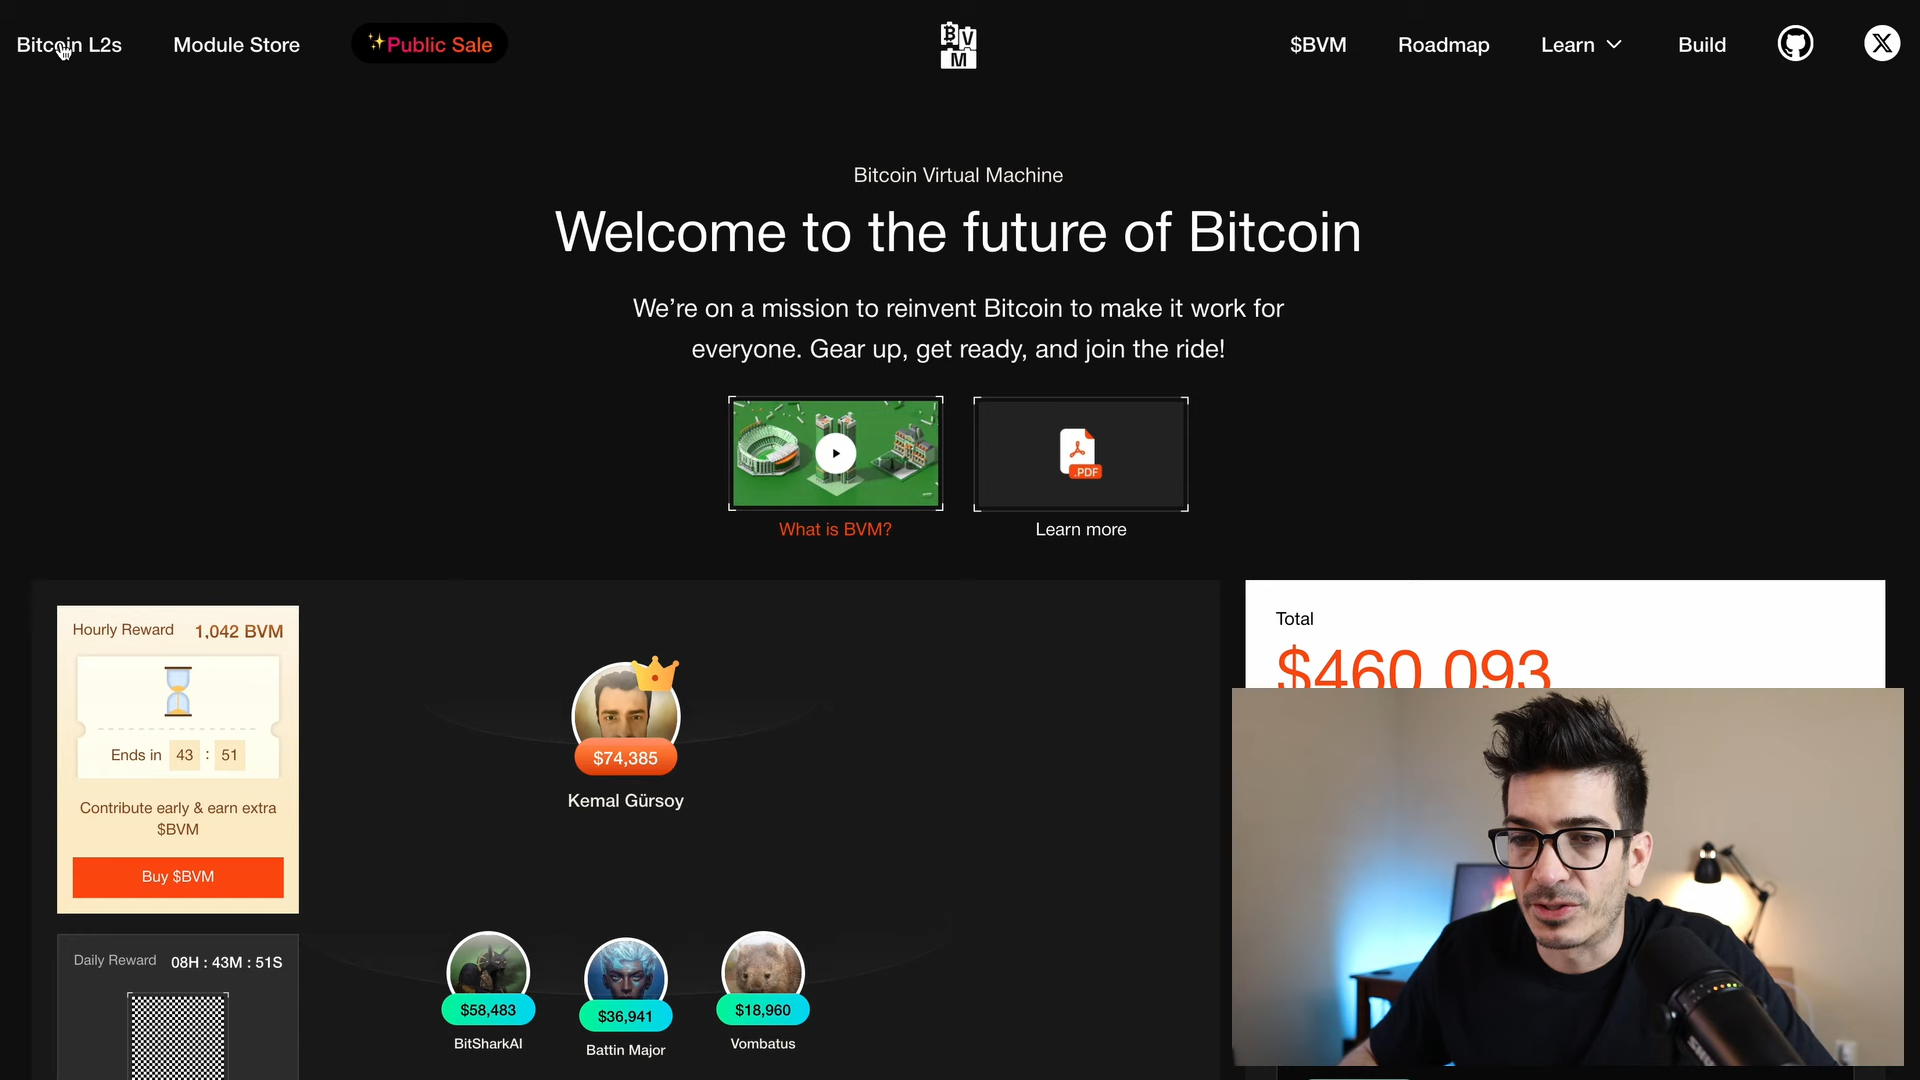 Bitcoin L2s
Module Store
✨Public Sale
BV
M
$BVM
Roadmap
Learn
Build
X
Bitcoin Virtual Machine
Welcome to the future of Bitcoin
We're on a mission to reinvent Bitcoin to make it work for
everyone. Gear up, get ready, and join the ride!
.PDF
What is BVM?
Learn more
Hourly Reward
1,042 BVM
Ends in 43 : 51
Contribute early & earn extra
$BVM
Buy $BVM
Daily Reward
08H : 43M : 51S
$74,385
Kemal Gürsoy
$58,483
BitSharkAI
$36,941
Battin Major
$18,960
Vombatus
Total
$460,093